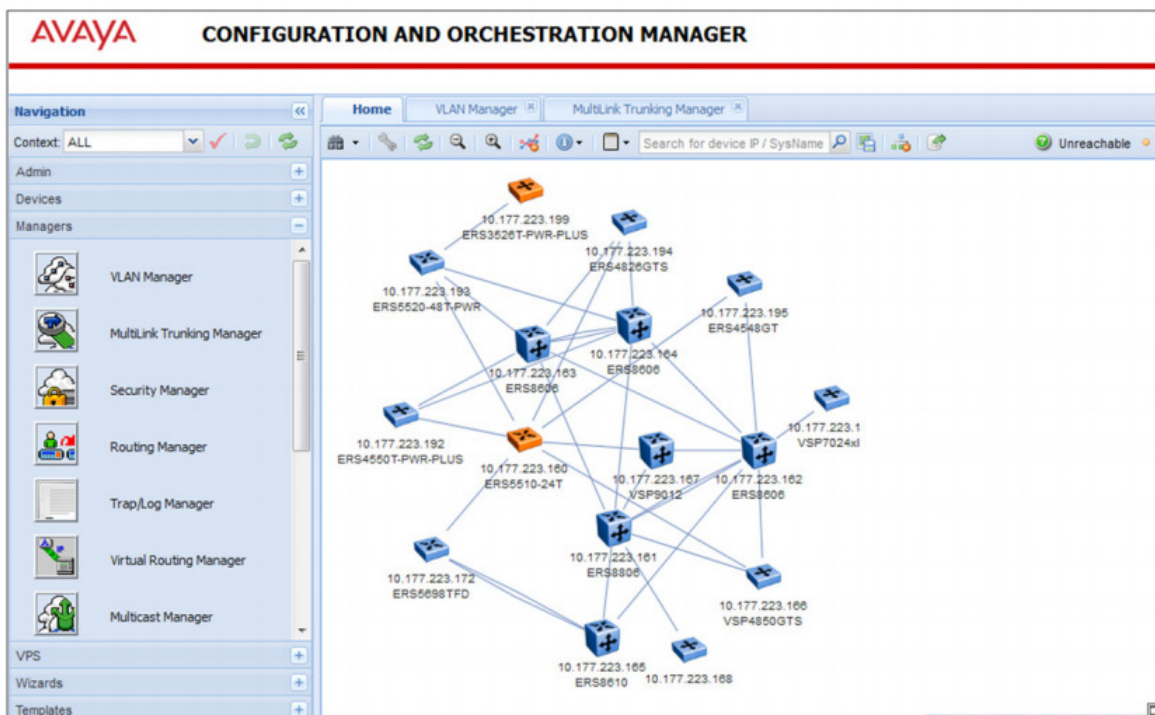 AVAYA CONFIGURATION AND ORCHESTRATION MANAGER
Navigation
Home
VLAN Manager
MultiLink Trunking Manager
Context: ALL
Search for device IP / SysName
Unreachable
Admin
Devices
Managers
VLAN Manager
MultiLink Trunking Manager
Security Manager
Routing Manager
Trap/Log Manager
Virtual Routing Manager
Multicast Manager
VPS
Wizards
Templates
10.177.223.199
ERS3526T-PWR-PLUS
10.177.223.194
ERS4826GTS
10.177.223.193
ERS5520-48T-PWR
10.177.223.195
ERS4548GT
10.177.223.164
ERS8606
10.177.223.163
ERS8606
10.177.223.1
VSP7024xl
10.177.223.192
ERS4550T-PWR-PLUS
10.177.223.160
ERS5510-24T
10.177.223.167
VSP9012
10.177.223.162
ERS8606
10.177.223.161
ERS8806
10.177.223.172
ERS5698TFD
10.177.223.166
VSP4850GTS
10.177.223.165
ERS8610
10.177.223.168